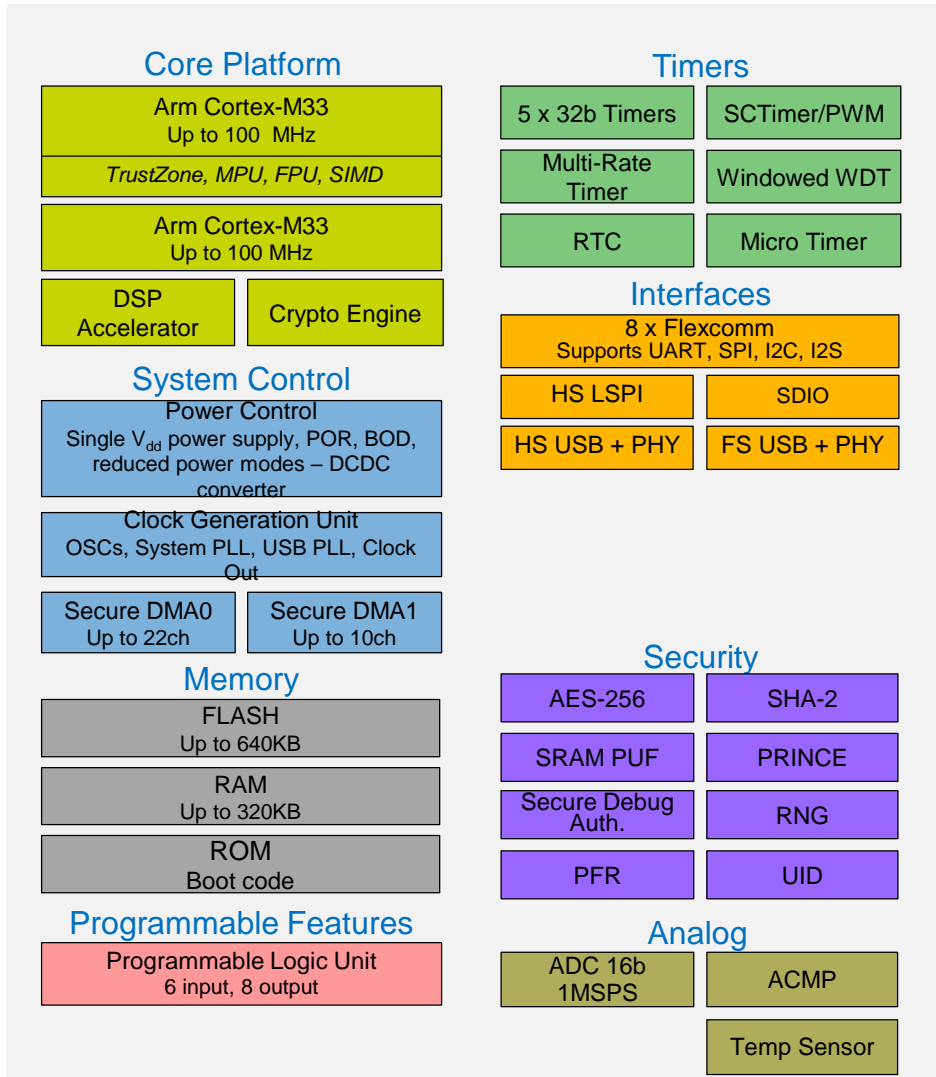 Core Platform
Arm Cortex-M33
Up to 100 MHz
TrustZone, MPU, FPU, SIMD
Arm Cortex-M33
Up to 100 MHz
DSP
Accelerator
Crypto Engine
System Control
Power Control
Single Vdd power supply, POR, BOD,
reduced power modes – DCDC
converter
Clock Generation Unit
OSCs, System PLL, USB PLL, Clock
Out
Secure DMA0
Up to 22ch
Secure DMA1
Up to 10ch
Memory
FLASH
Up to 640KB
RAM
Up to 320KB
ROM
Boot code
Programmable Features
Programmable Logic Unit
6 input, 8 output
Timers
5 x 32b Timers
SCTimer/PWM
Multi-Rate
Timer
Windowed WDT
RTC
Micro Timer
Interfaces
8 x Flexcomm
Supports UART, SPI, I2C, I2S
HS LSPI
SDIO
HS USB + PHY
FS USB + PHY
Security
AES-256
SHA-2
SRAM PUF
PRINCE
Secure Debug
Auth.
RNG
PFR
UID
Analog
ADC 16b
1MSPS
ACMP
Temp Sensor